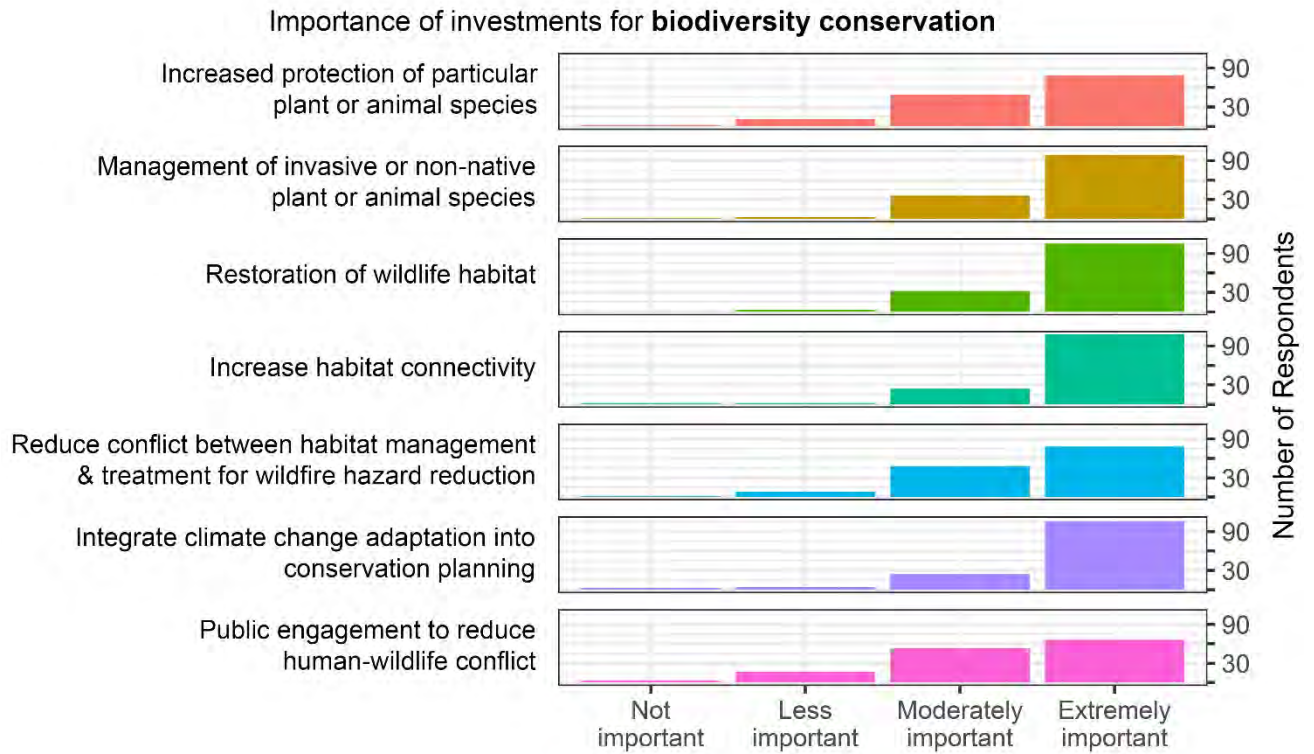 Importance of investments for biodiversity conservation
Increased protection of particular
plant or animal species
90
30
Management of invasive or non-native
plant or animal species
90
30
Restoration of wildlife habitat
90
30
Increase habitat connectivity
90
30
Reduce conflict between habitat management
& treatment for wildfire hazard reduction
90
30
Integrate climate change adaptation into
conservation planning
90
30
Public engagement to reduce
human-wildlife conflict
90
30
Number of Respondents
Not
important
Less
important
Moderately
important
Extremely
important